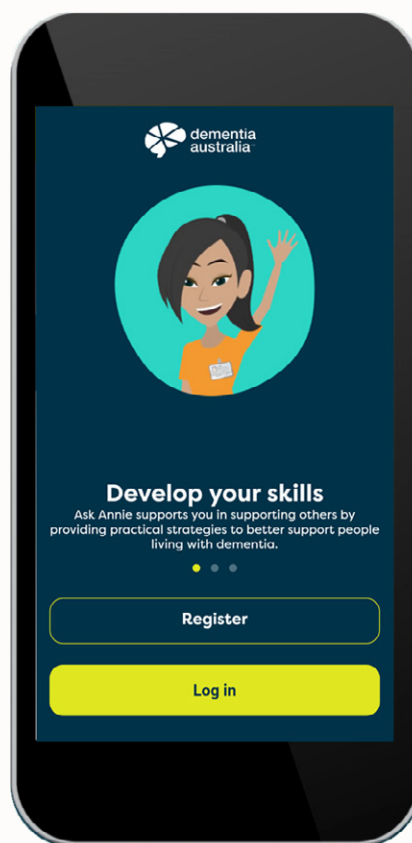 dementia
australia™
Develop your skills
Ask Annie supports you in supporting others by
providing practical strategies to better support people
living with dementia.
Register
Log in